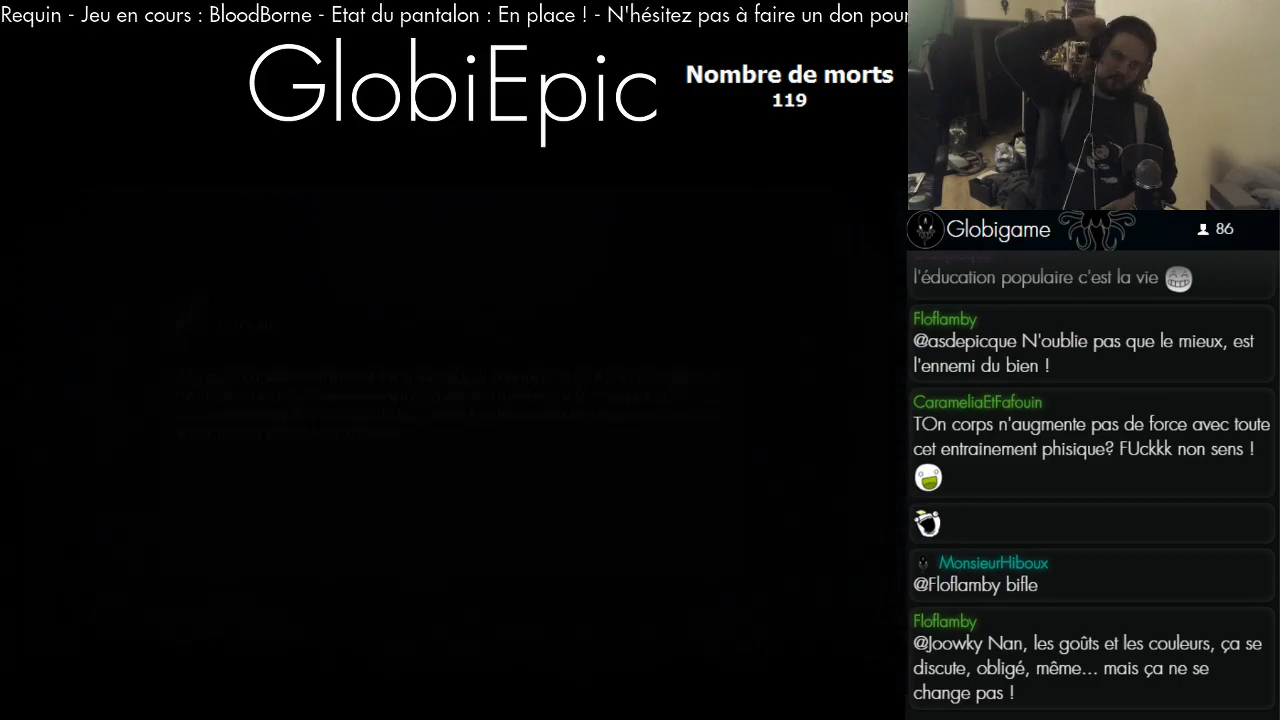 Requin - Jeu en cours : BloodBorne - Etat du pantalon : En place ! - N'hésitez pas à faire un don pour
GlobiEpic
Nombre de morts
119
Globigame
86
l'éducation populaire c'est la vie
Floflamby
@asdepicque N'oublie pas que le mieux, est
l'ennemi du bien !
CarameliaEtFafouin
TOn corps n'augmente pas de force avec toute
cet entrainement phisique? FUckkk non sens !
MonsieurHiboux
@Floflamby bifle
Floflamby
@Joowky Nan, les goûts et les couleurs, ça se
discute, obligé, même... mais ça ne se
change pas !